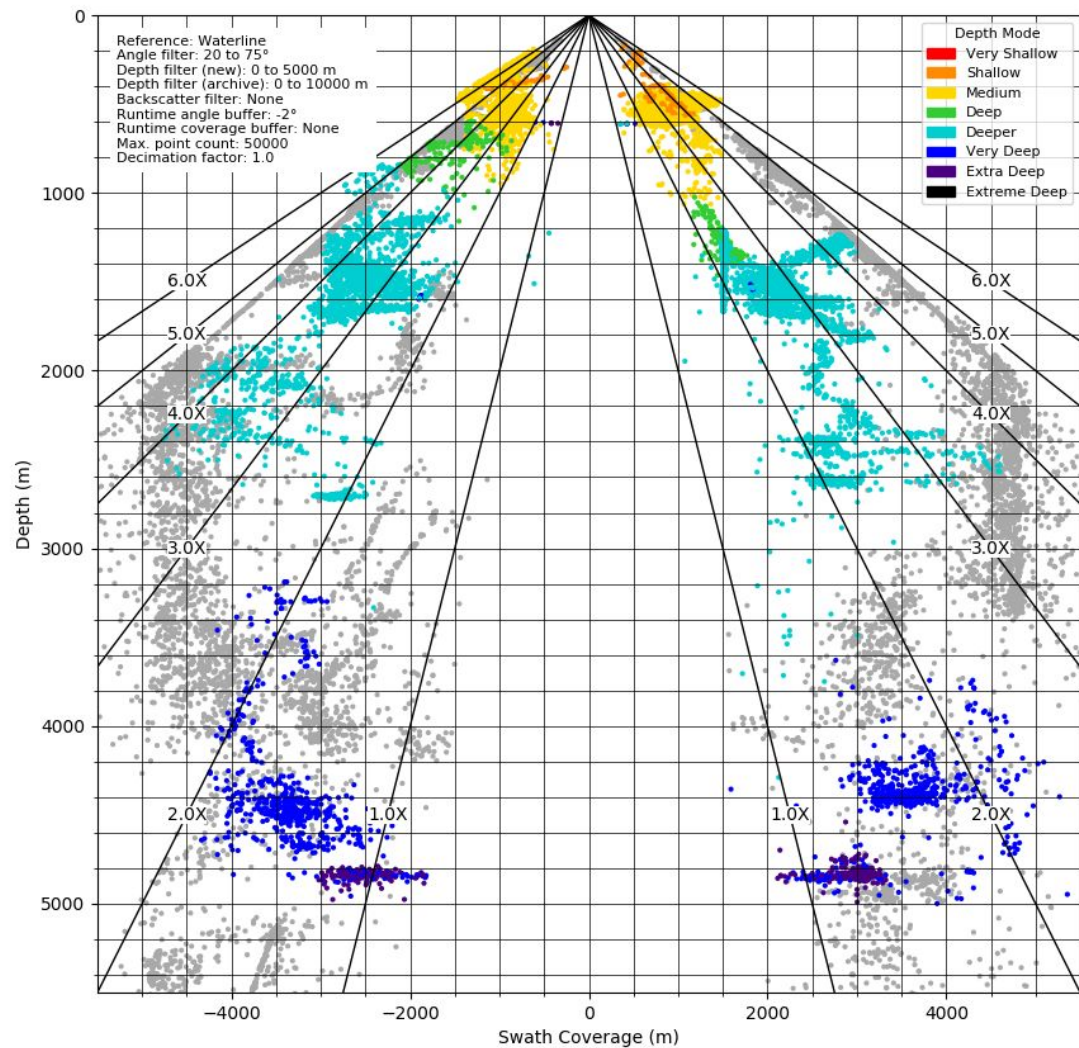 0
1000
2000
3000
4000
5000
Depth (m)
Reference: Waterline
Angle filter: 20 to 75°
Depth filter (new): 0 to 5000 m
Depth filter (archive): 0 to 10000 m
Backscatter filter: None
Runtime angle buffer: -2°
Runtime coverage buffer: None
Max. point count: 50000
Decimation factor: 1.0
Depth Mode
Very Shallow
Shallow
Medium
Deep
Deeper
Very Deep
Extra Deep
Extreme Deep
6.0X
6.0X
5.0X
5.0X
4.0X
4.0X
3.0X
3.0X
2.0X
1.0X
1.0X
2.0X
−4000
−2000
0
2000
4000
Swath Coverage (m)